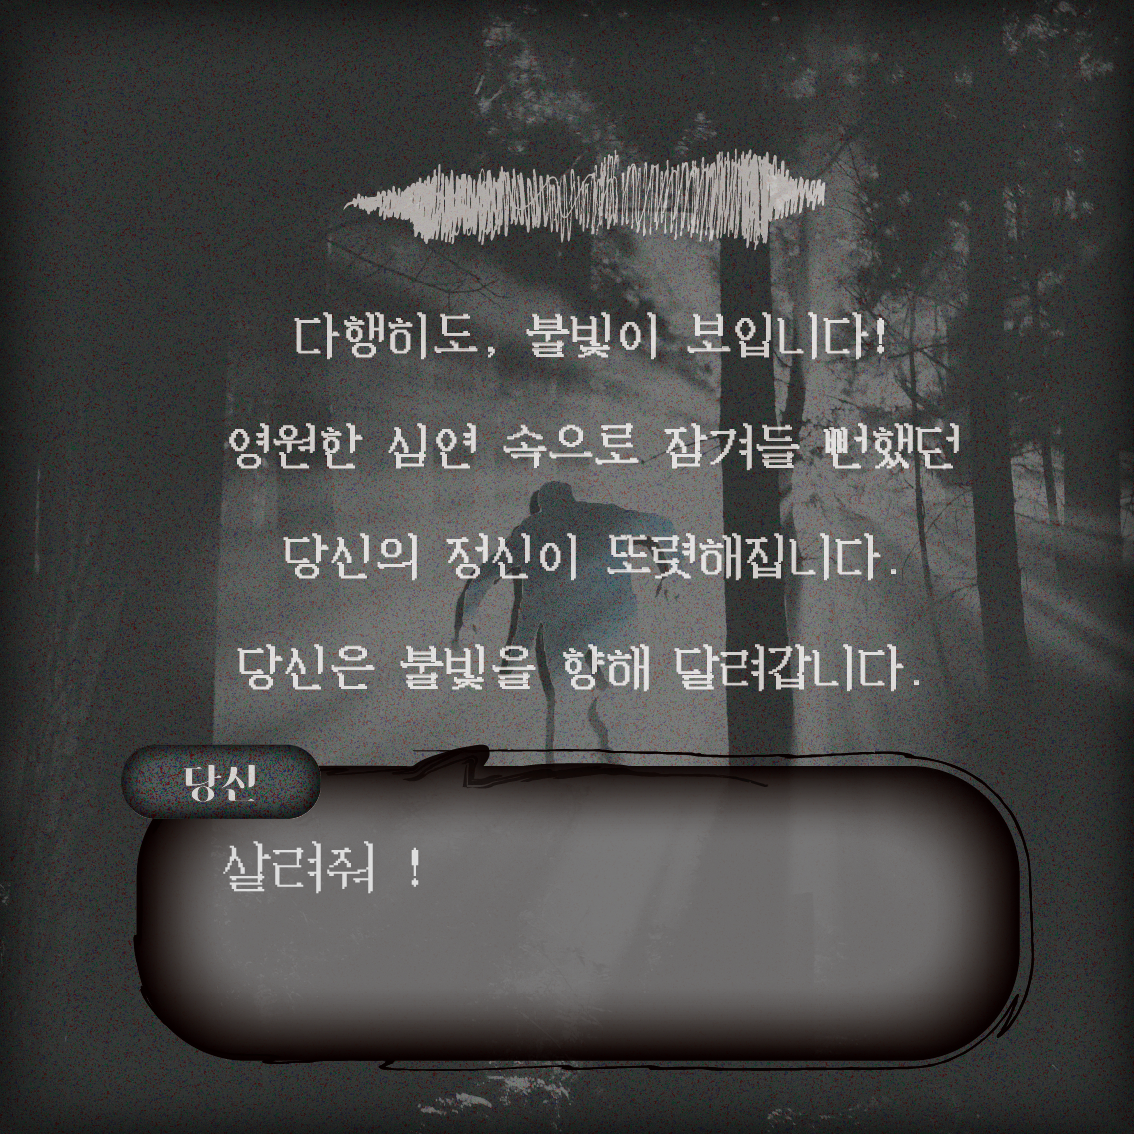 다행히도, 불빛이 보입니다!
영원한 심연 속으로 잠겨들 뻔했던
당신의 정신이 또렷해집니다.
당신은 불빛을 향해 달려갑니다.
당신
살려줘 !